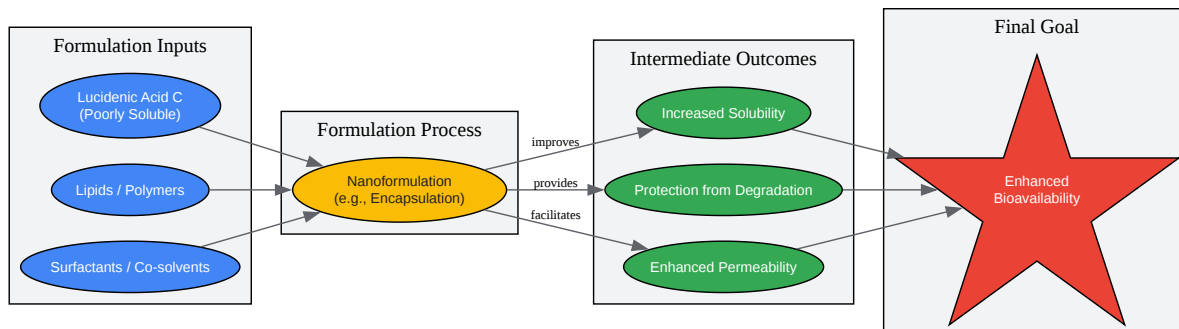 Formulation Inputs
Lucidenic Acid C
(Poorly Soluble)
Lipids / Polymers
Surfactants / Co-solvents
Formulation Process
Nanoformulation
(e.g., Encapsulation)
improves
provides
facilitates
Intermediate Outcomes
Increased Solubility
Protection from Degradation
Enhanced Permeability
Final Goal
Enhanced
Bioavailability